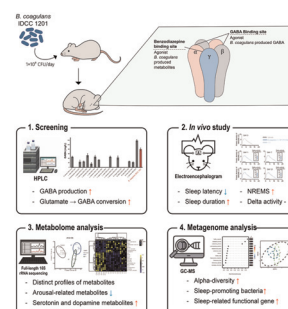 B. coagulans
IDCC 1201
1×10⁹ CFU/day
GABA Binding site
Agonist
B. coagulans produced GABA
Benzodiazepine
binding site
Agonist
B. coagulans
produced
metabolites
α
γ
β
1. Screening
HPLC
- GABA production ↑
- Glutamate → GABA conversion ↑
2. In vivo study
Electroencephalogram
- Sleep latency ↓
- Sleep duration ↑
- NREMS ↑
- Delta activity -
3. Metabolome analysis
Full-length 16S
rRNA sequencing
- Distinct profiles of metabolites
- Arousal-related metabolites ↓
- Serotonin and dopamine metabolites ↑
4. Metagenome analysis
GC-MS
- Alpha-diversity ↑
- Sleep-promoting bacteria ↑
- Sleep-related functional gene ↑